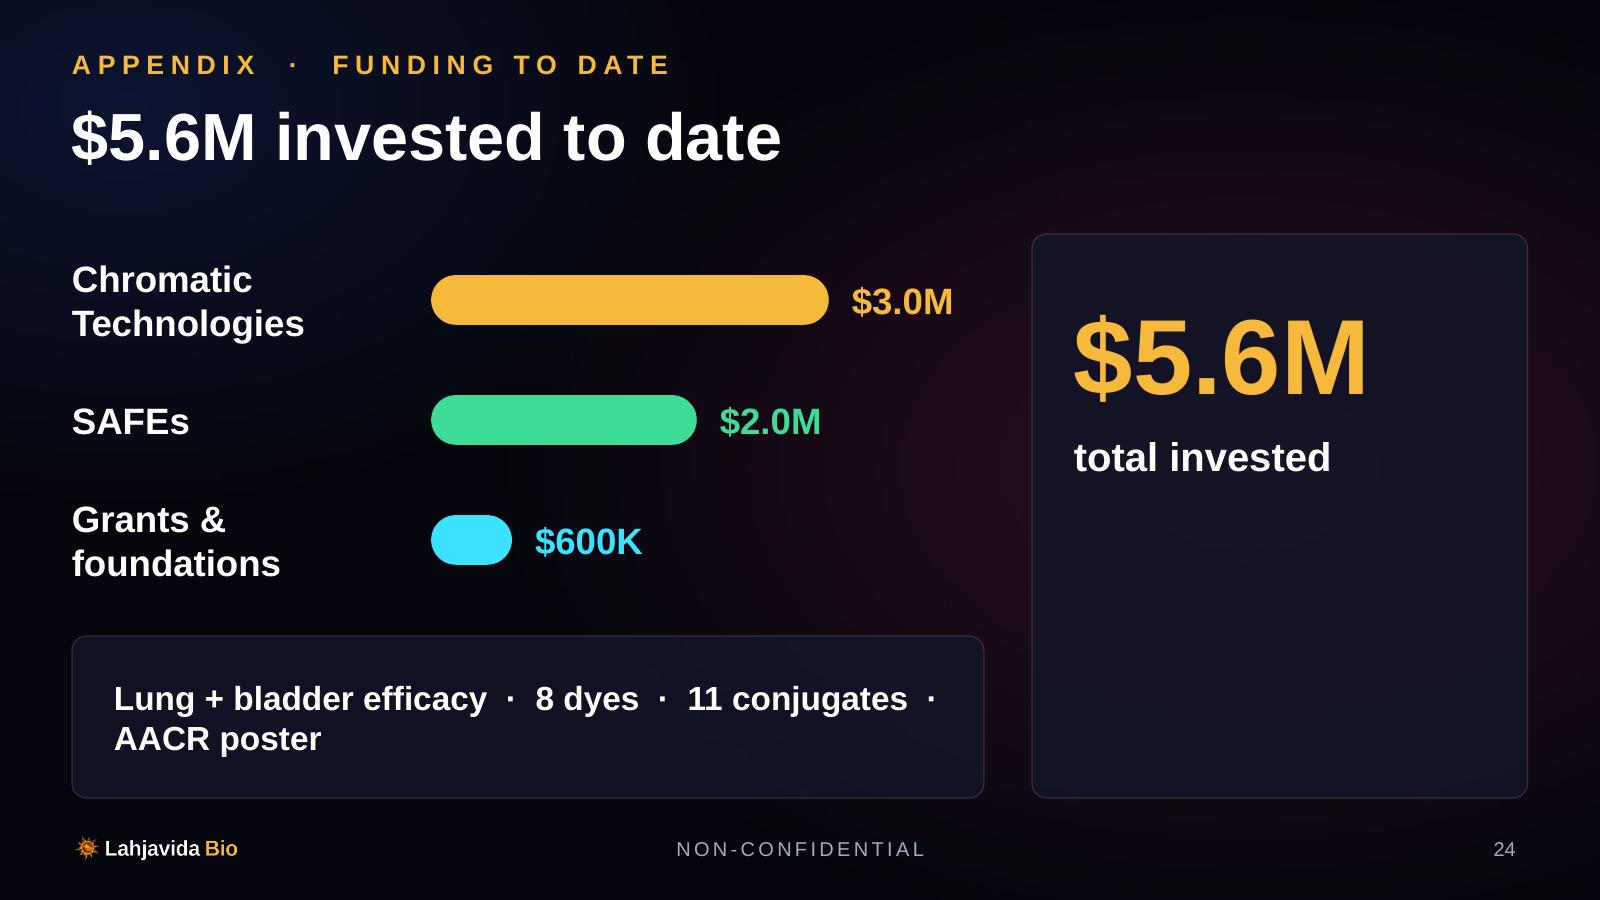 APPENDIX · FUNDING TO DATE
$5.6M invested to date
Chromatic
Technologies
$3.0M
SAFEs
$2.0M
Grants &
foundations
$600K
$5.6M
total invested
Lung + bladder efficacy · 8 dyes · 11 conjugates ·
AACR poster
Lahjavida Bio
NON-CONFIDENTIAL
24